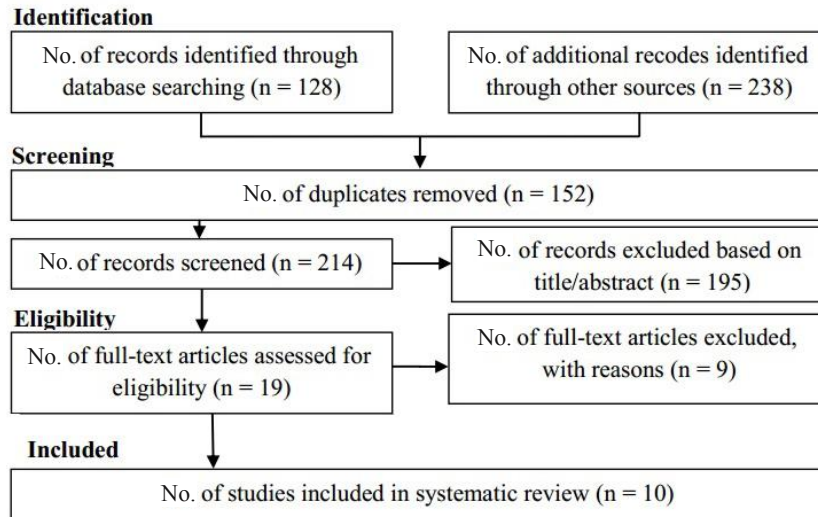 Identification
No. of records identified through
database searching (n = 128)
No. of additional recodes identified
through other sources (n = 238)
Screening
No. of duplicates removed (n = 152)
No. of records screened (n = 214)
No. of records excluded based on
title/abstract (n = 195)
Eligibility
No. of full-text articles assessed for
eligibility (n = 19)
No. of full-text articles excluded,
with reasons (n = 9)
Included
No. of studies included in systematic review (n = 10)